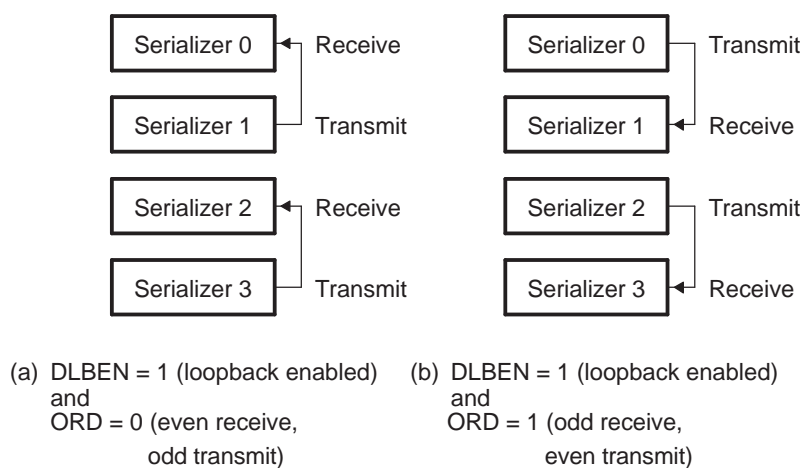 Serializer 0 Receive Serializer 0 Transmit
Serializer 1 Transmit Serializer 1 Receive
Serializer 2 Receive Serializer 2 Transmit
Serializer 3 Transmit Serializer 3 Receive
(a) DLBEN = 1 (loopback enabled)
and
ORD = 0 (even receive,
odd transmit)
(b) DLBEN = 1 (loopback enabled)
and
ORD = 1 (odd receive,
even transmit)